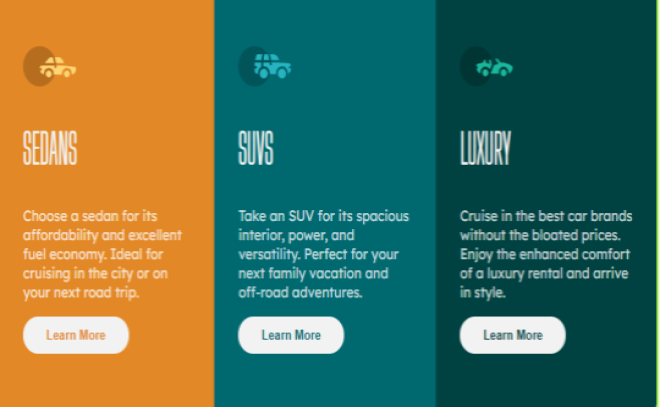 SEDANS
Choose a sedan for its
affordability and excellent
fuel economy. Ideal for
cruising in the city or on
your next road trip.
Learn More
SUVS
Take an SUV for its spacious
interior, power, and
versatility. Perfect for your
next family vacation and
off-road adventures.
Learn More
LUXURY
Cruise in the best car brands
without the bloated prices.
Enjoy the enhanced comfort
of a luxury rental and arrive
in style.
Learn More